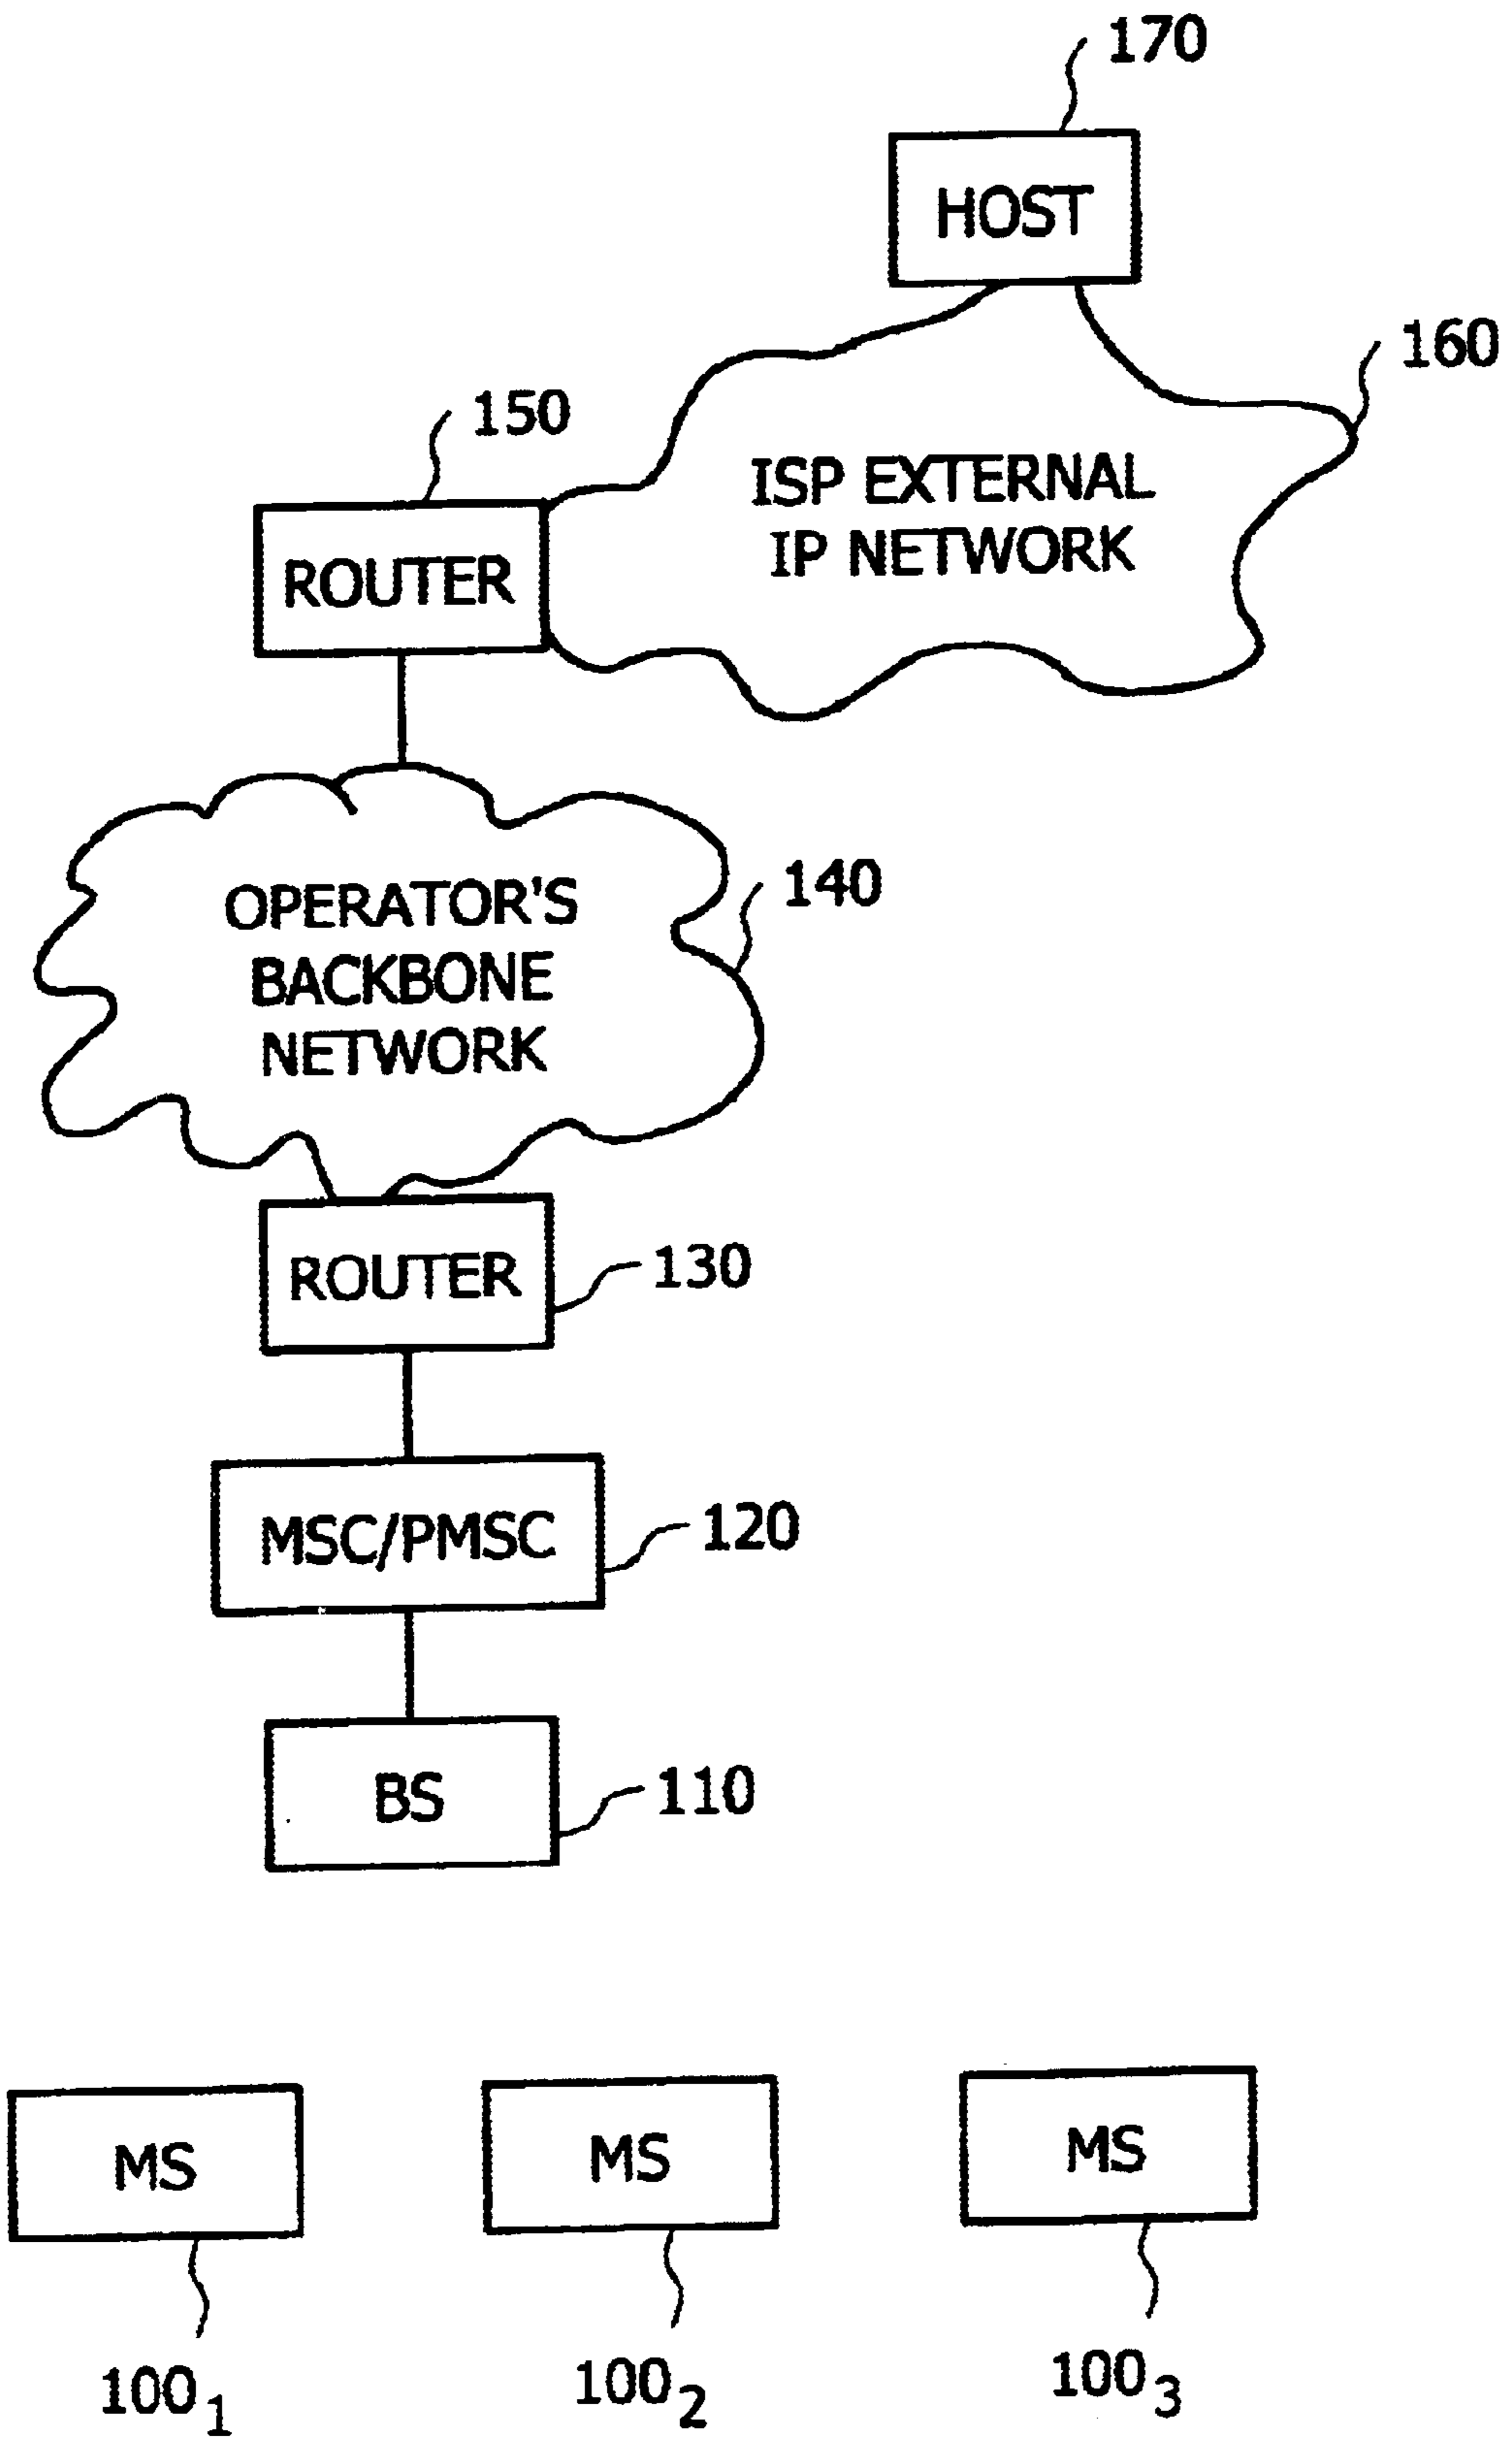 170
HOST
160
150
ISP EXTERNAL
IP NETWORK
ROUTER
140
OPERATOR'S
BACKBONE
NETWORK
ROUTER
130
MSC/PMSC
120
BS
110
MS
MS
MS
100₁
100₂
100₃